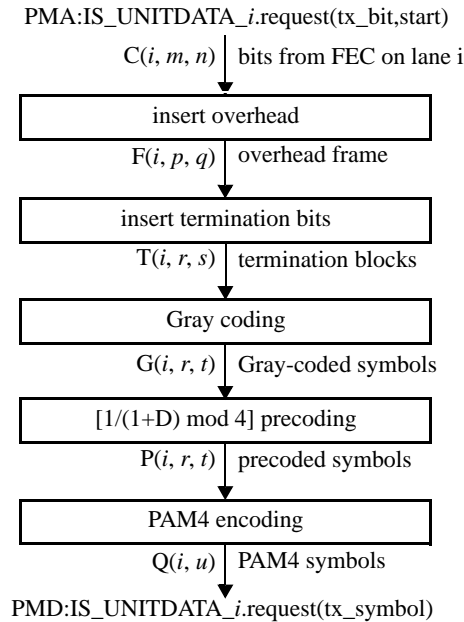 PMA:IS_UNITDATA_i.request(tx_bit,start)
C(i, m, n) bits from FEC on lane i
insert overhead
F(i, p, q) overhead frame
insert termination bits
T(i, r, s) termination blocks
Gray coding
G(i, r, t) Gray-coded symbols
[1/(1+D) mod 4] precoding
P(i, r, t) precoded symbols
PAM4 encoding
Q(i, u) PAM4 symbols
PMD:IS_UNITDATA_i.request(tx_symbol)